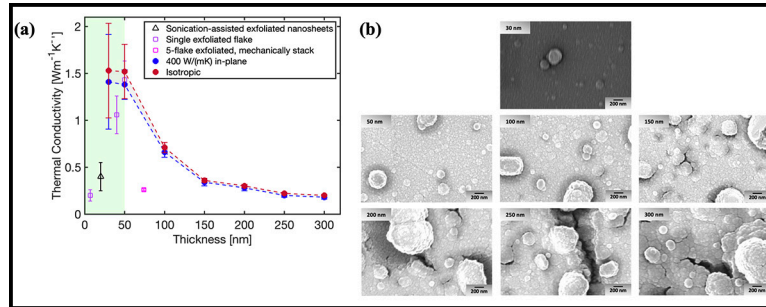 (a)
Sonication-assisted exfoliated nanosheets
Single exfoliated flake
5-flake exfoliated, mechanically stack
400 W/(mK) in-plane
Isotropic
Thermal Conductivity [Wm⁻¹K⁻¹]
2
1.5
1
0.5
0
0 50 100 150 200 250 300
Thickness [nm]
(b)
30 nm
200 nm
50 nm
200 nm
100 nm
200 nm
150 nm
200 nm
200 nm
200 nm
250 nm
200 nm
300 nm
200 nm